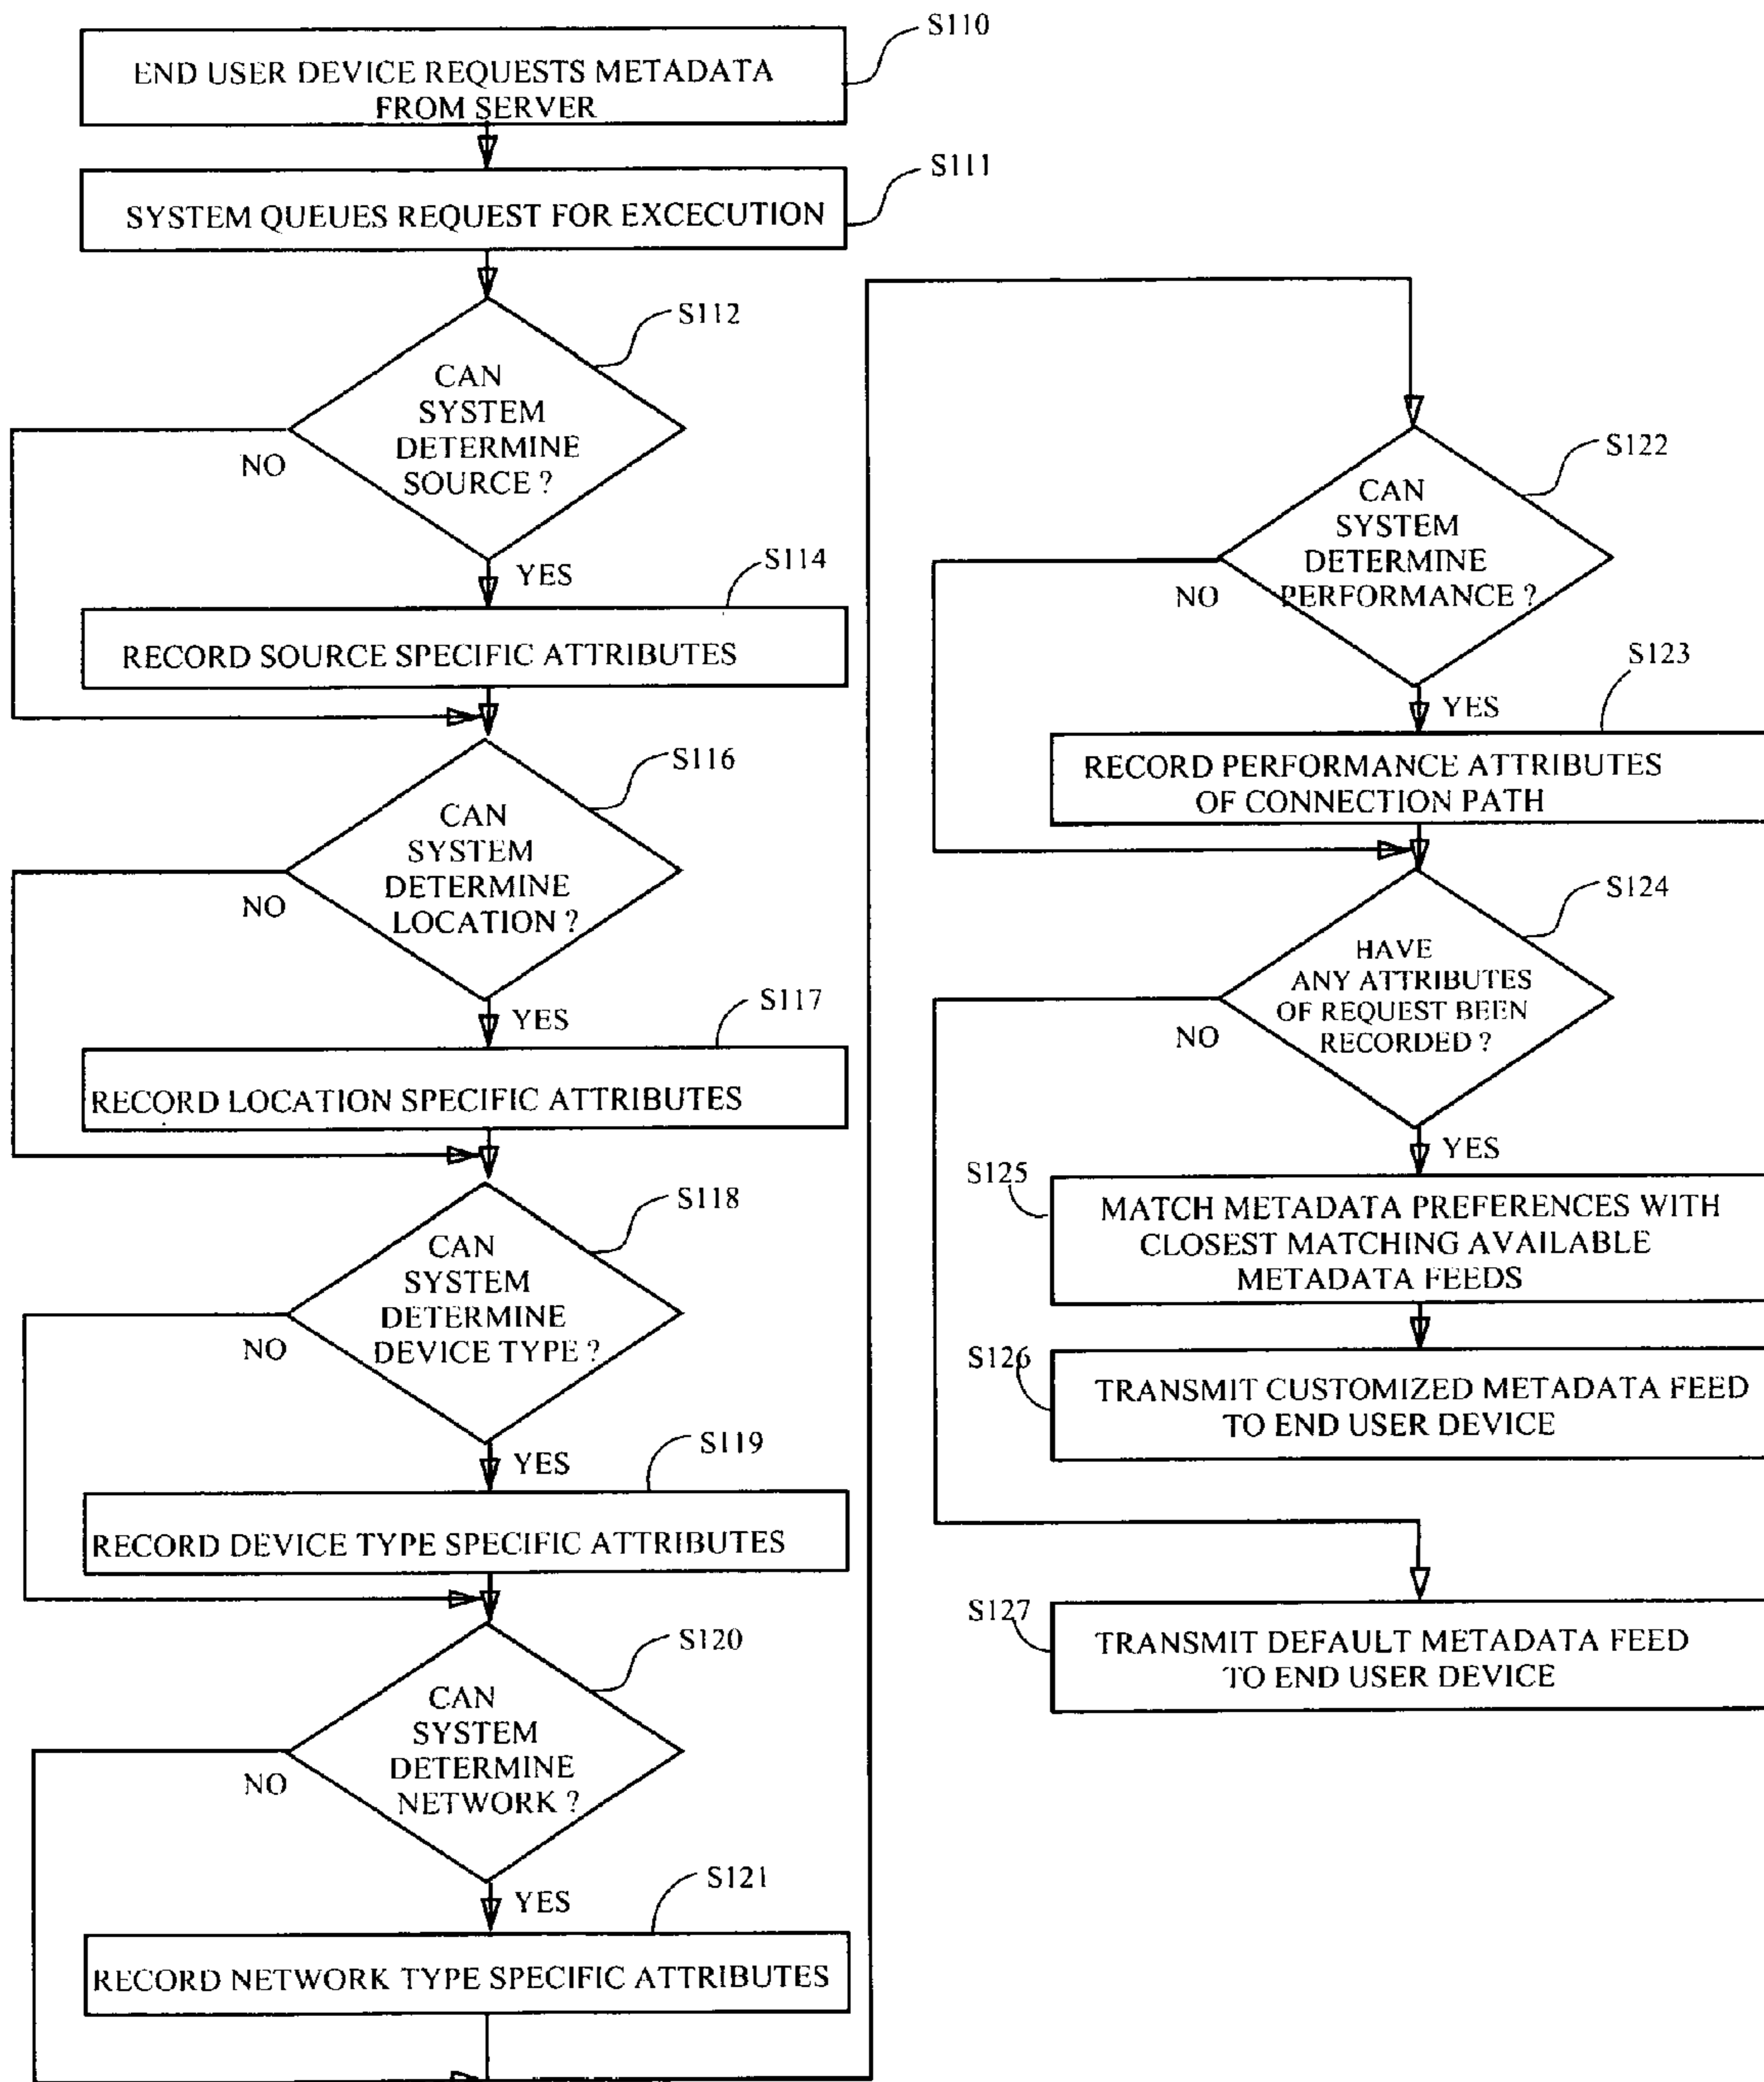 S110
END USER DEVICE REQUESTS METADATA
FROM SERVER
S111
SYSTEM QUEUES REQUEST FOR EXCECUTION
S112
CAN
SYSTEM
DETERMINE
SOURCE ?
NO
YES
S114
RECORD SOURCE SPECIFIC ATTRIBUTES
S116
CAN
SYSTEM
DETERMINE
LOCATION ?
NO
YES
S117
RECORD LOCATION SPECIFIC ATTRIBUTES
S118
CAN
SYSTEM
DETERMINE
DEVICE TYPE ?
NO
YES
S119
RECORD DEVICE TYPE SPECIFIC ATTRIBUTES
S120
CAN
SYSTEM
DETERMINE
NETWORK ?
NO
YES
S121
RECORD NETWORK TYPE SPECIFIC ATTRIBUTES
S122
CAN
SYSTEM
DETERMINE
PERFORMANCE ?
NO
YES
S123
RECORD PERFORMANCE ATTRIBUTES
OF CONNECTION PATH
S124
HAVE
ANY ATTRIBUTES
OF REQUEST BEEN
RECORDED ?
NO
YES
S125
MATCH METADATA PREFERENCES WITH
CLOSEST MATCHING AVAILABLE
METADATA FEEDS
S126
TRANSMIT CUSTOMIZED METADATA FEED
TO END USER DEVICE
S127
TRANSMIT DEFAULT METADATA FEED
TO END USER DEVICE